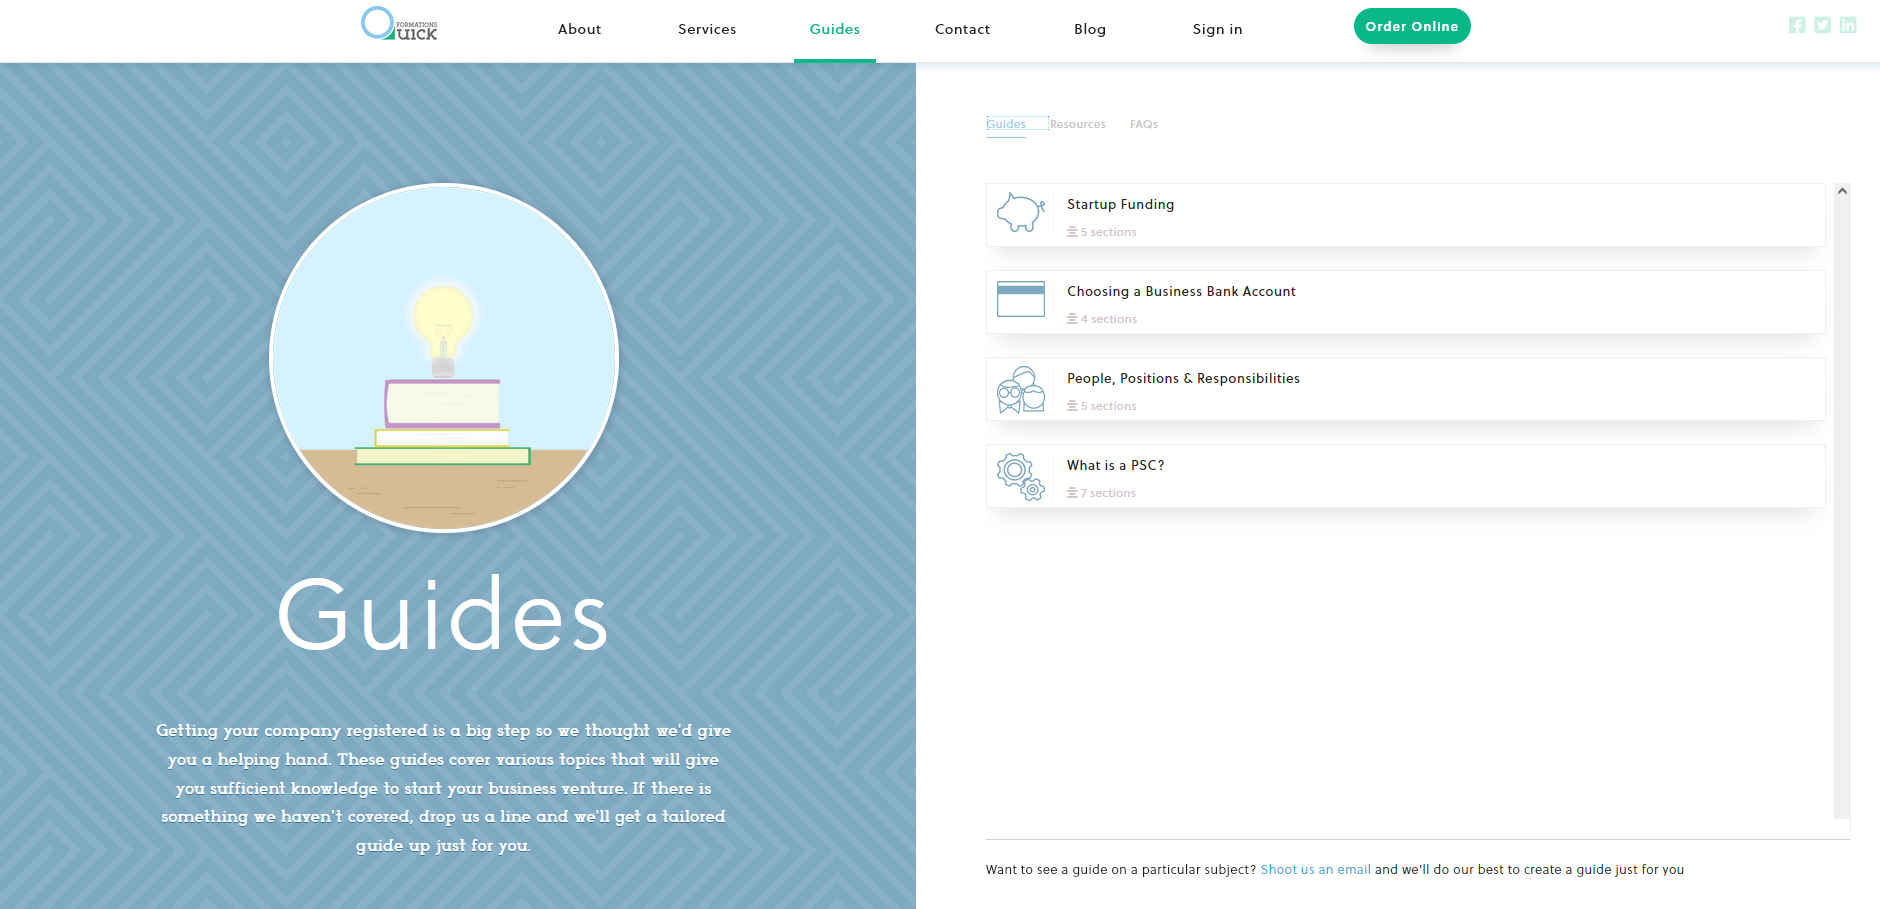 FORMATIONS
QUICK
About
Services
Guides
Contact
Blog
Sign in
Order Online
Guides
Getting your company registered is a big step so we thought we'd give
you a helping hand. These guides cover various topics that will give
you sufficient knowledge to start your business venture. If there is
something we haven't covered, drop us a line and we'll get a tailored
guide up just for you.
Guides
Resources
FAQs
Startup Funding
5 sections
Choosing a Business Bank Account
4 sections
People, Positions & Responsibilities
5 sections
What is a PSC?
7 sections
Want to see a guide on a particular subject? Shoot us an email and we'll do our best to create a guide just for you